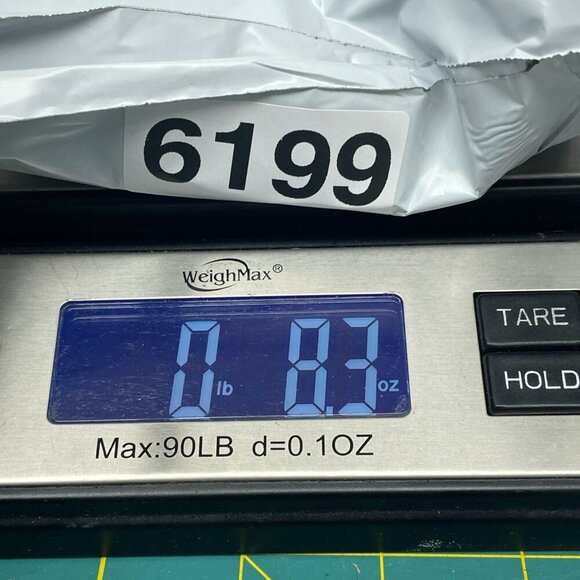 6199
WeighMax®
0 lb 8.3 oz
TARE
HOLD
Max:90LB d=0.1OZ